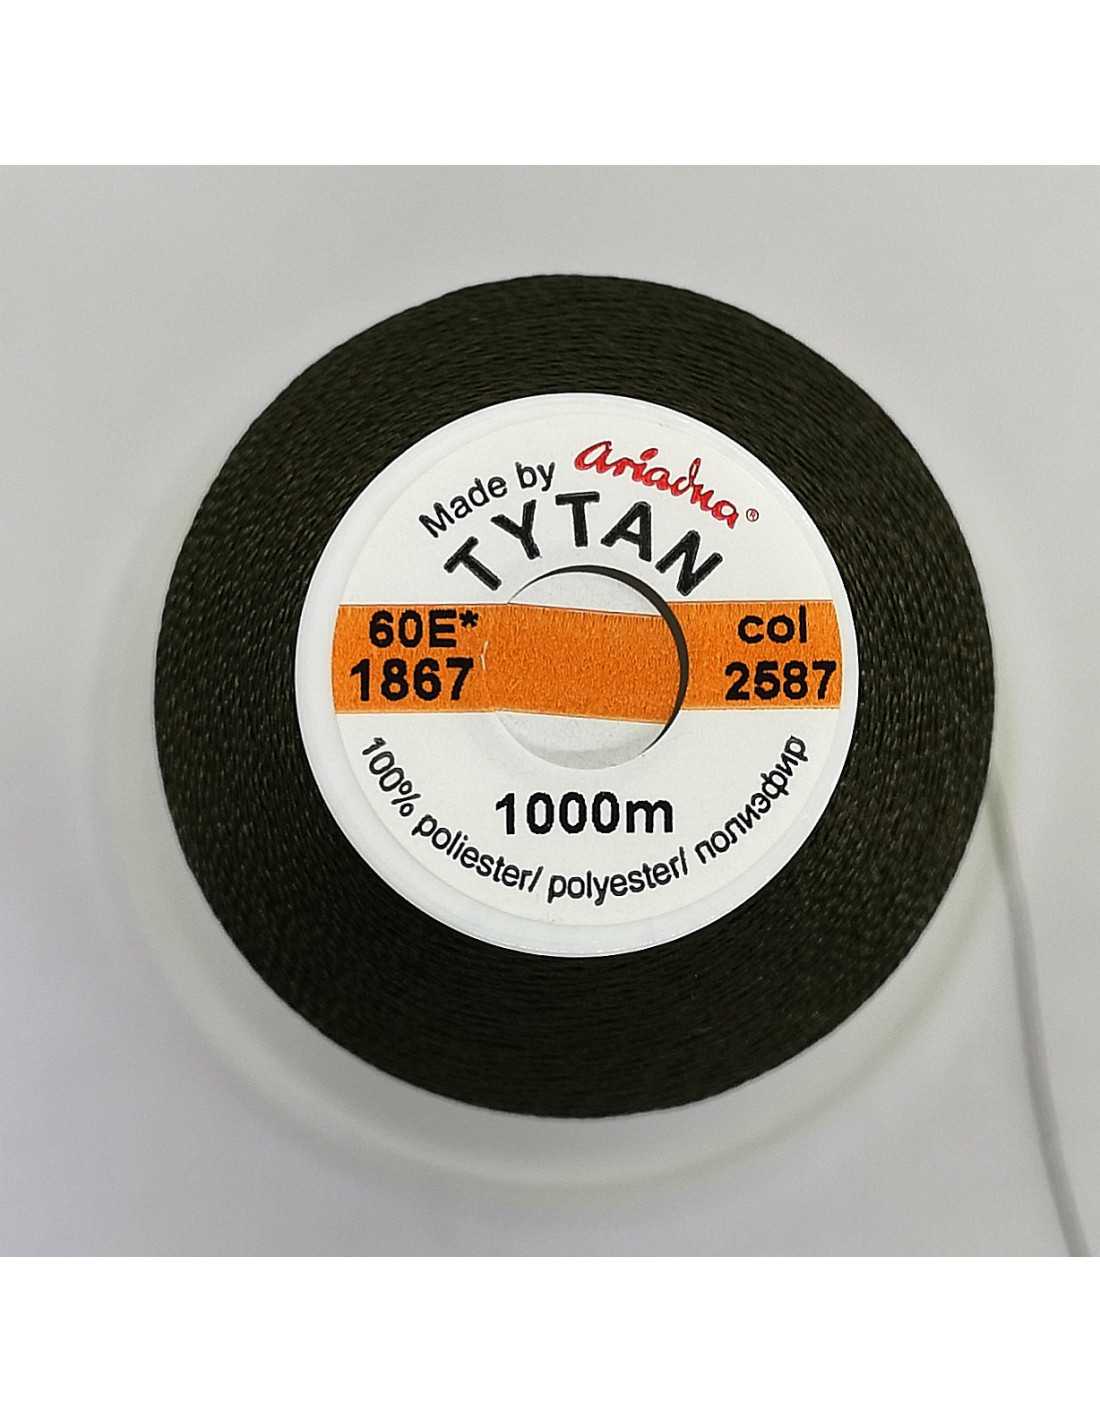 Made by Ariadna®
TYTAN
60E* col
1867 2587
1000m
100% poliester/ polyester/ полиэфир